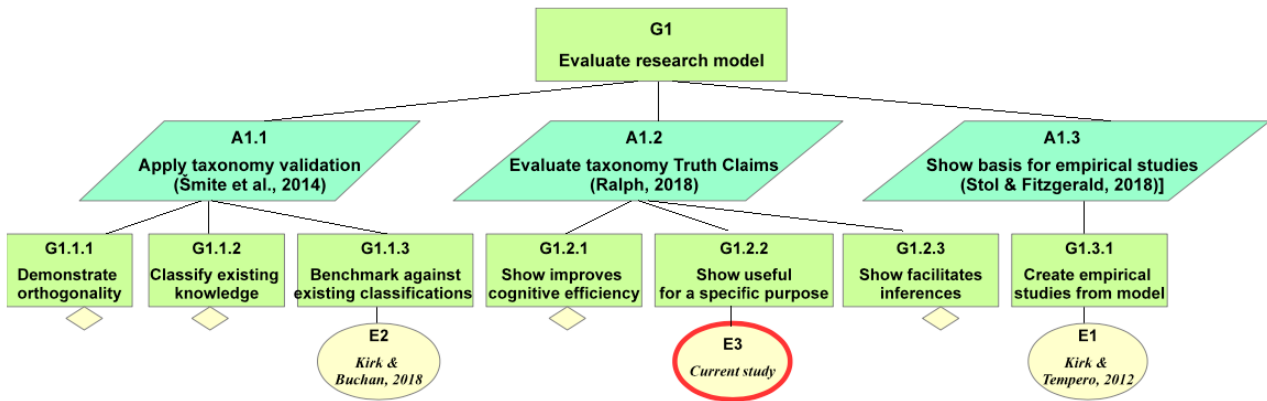 G1
Evaluate research model
A1.1
Apply taxonomy validation
(Šmite et al., 2014)
A1.2
Evaluate taxonomy Truth Claims
(Ralph, 2018)
A1.3
Show basis for empirical studies
(Stol & Fitzgerald, 2018)]
G1.1.1
Demonstrate
orthogonality
G1.1.2
Classify existing
knowledge
G1.1.3
Benchmark against
existing classifications
G1.2.1
Show improves
cognitive efficiency
G1.2.2
Show useful
for a specific purpose
G1.2.3
Show facilitates
inferences
G1.3.1
Create empirical
studies from model
E2
Kirk &
Buchan, 2018
E3
Current study
E1
Kirk &
Tempero, 2012